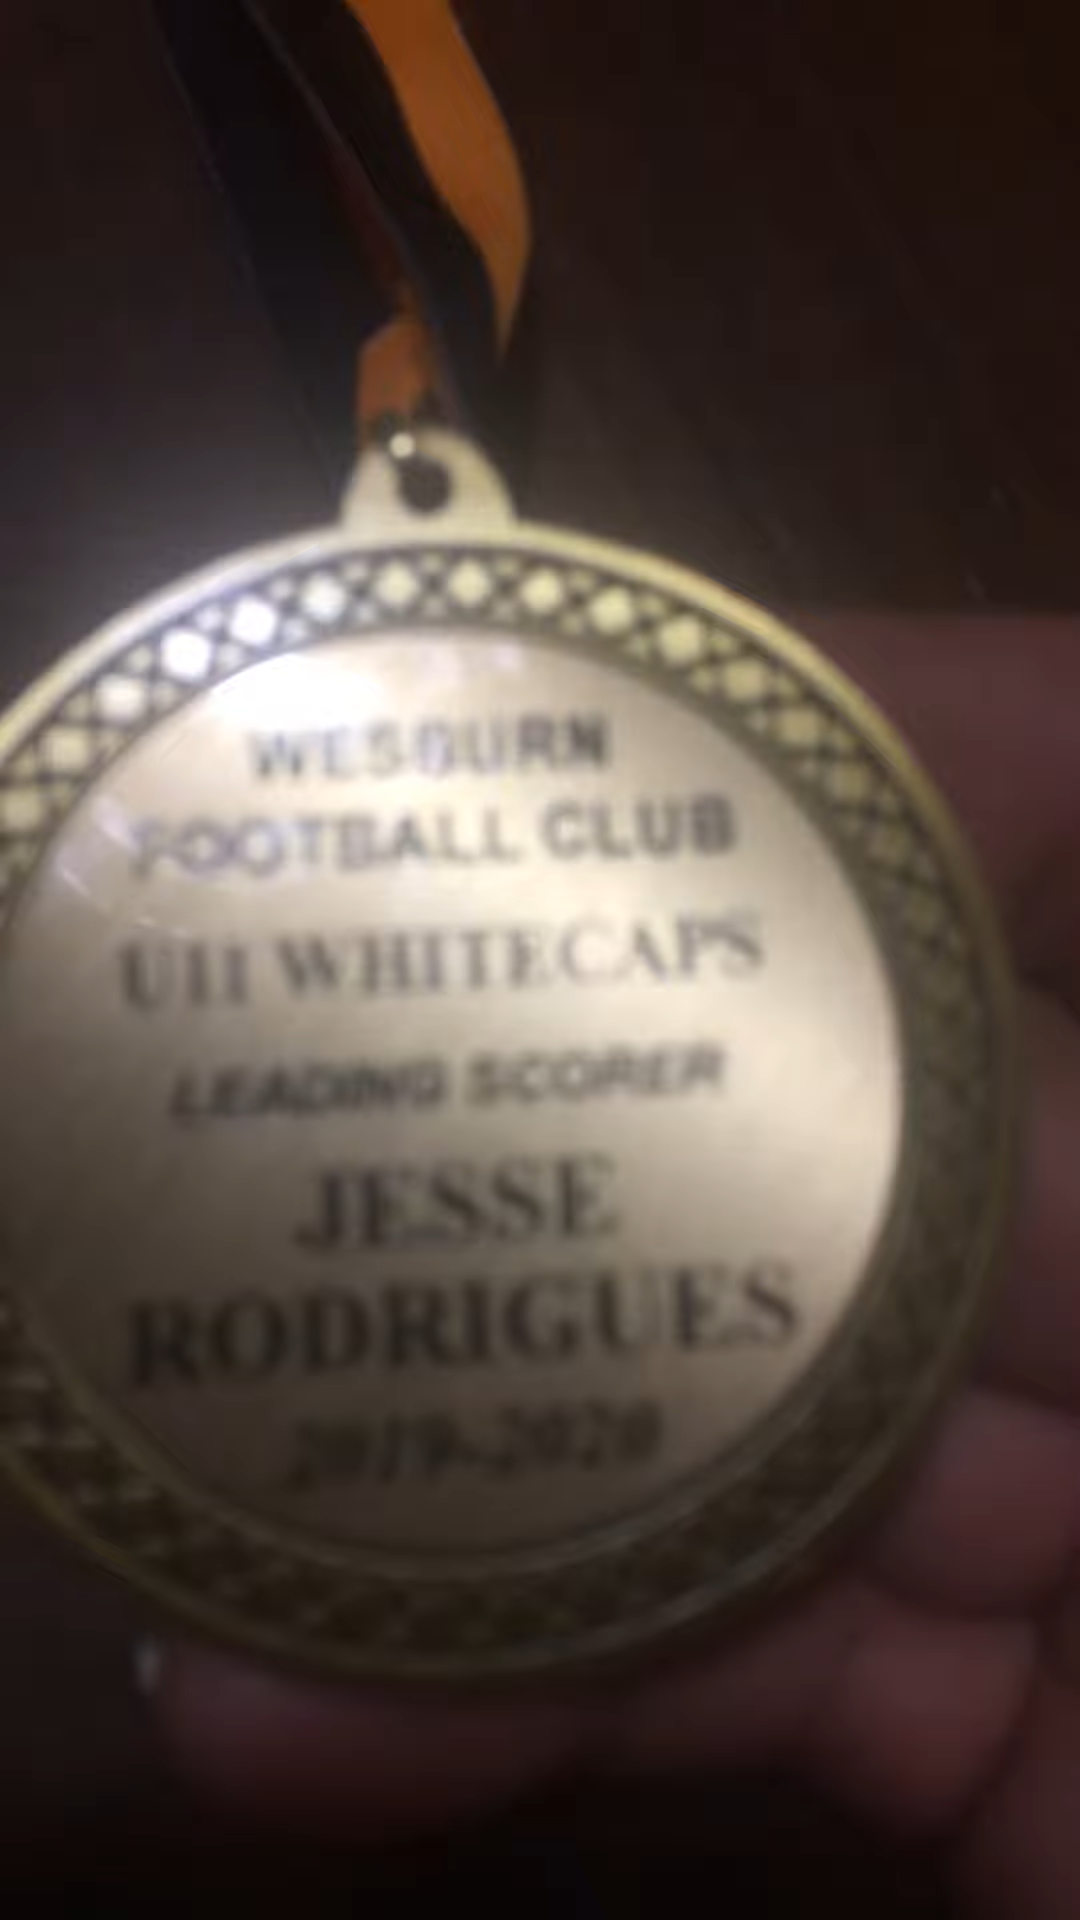 WESBURN
FOOTBALL CLUB
U11 WHITECAPS
LEADING SCORER
JESSE
RODRIGUES
2019-2020